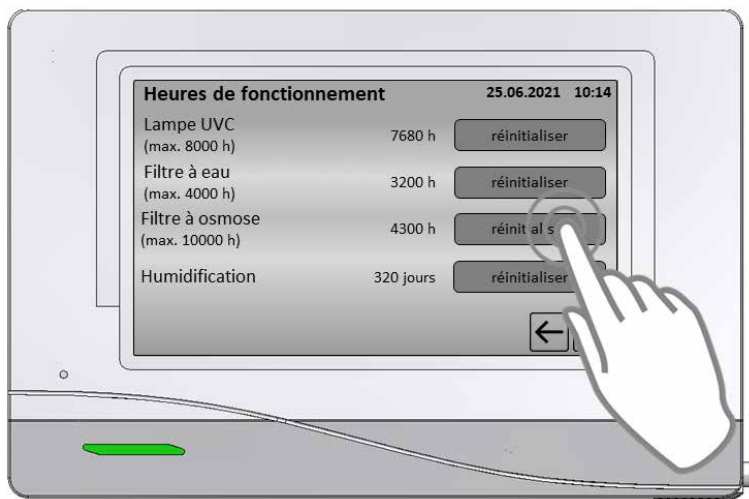 Heures de fonctionnement 25.06.2021 10:14
Lampe UVC
(max. 8000 h) 7680 h réinitialiser
Filtre à eau
(max. 4000 h) 3200 h réinitialiser
Filtre à osmose
(max. 10000 h) 4300 h
Humidification 320 jours réinitialiser